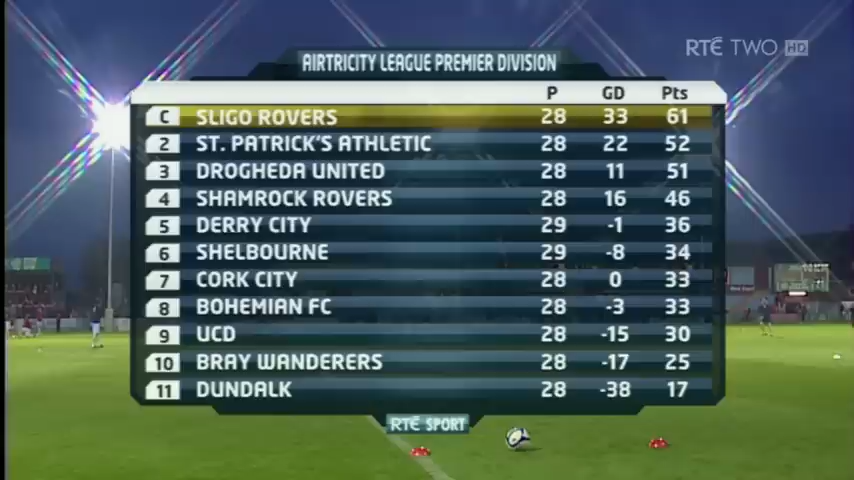 RTÉ TWO HD
AIRTRICITY LEAGUE PREMIER DIVISION
P GD Pts
C SLIGO ROVERS 28 33 61
2 ST. PATRICK'S ATHLETIC 28 22 52
3 DROGHEDA UNITED 28 11 51
4 SHAMROCK ROVERS 28 16 46
5 DERRY CITY 29 -1 36
6 SHELBOURNE 29 -8 34
7 CORK CITY 28 0 33
8 BOHEMIAN FC 28 -3 33
9 UCD 28 -15 30
10 BRAY WANDERERS 28 -17 25
11 DUNDALK 28 -38 17
RTÉ SPORT